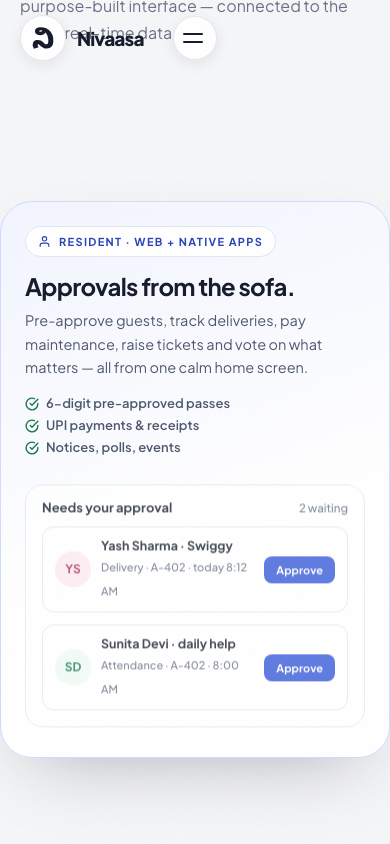 purpose-built interface — connected to the
real-time data
Nivaasa
RESIDENT · WEB + NATIVE APPS
Approvals from the sofa.
Pre-approve guests, track deliveries, pay
maintenance, raise tickets and vote on what
matters — all from one calm home screen.
6-digit pre-approved passes
UPI payments & receipts
Notices, polls, events
Needs your approval
2 waiting
YS
Yash Sharma · Swiggy
Delivery · A-402 · today 8:12
AM
Approve
SD
Sunita Devi · daily help
Attendance · A-402 · 8:00
AM
Approve